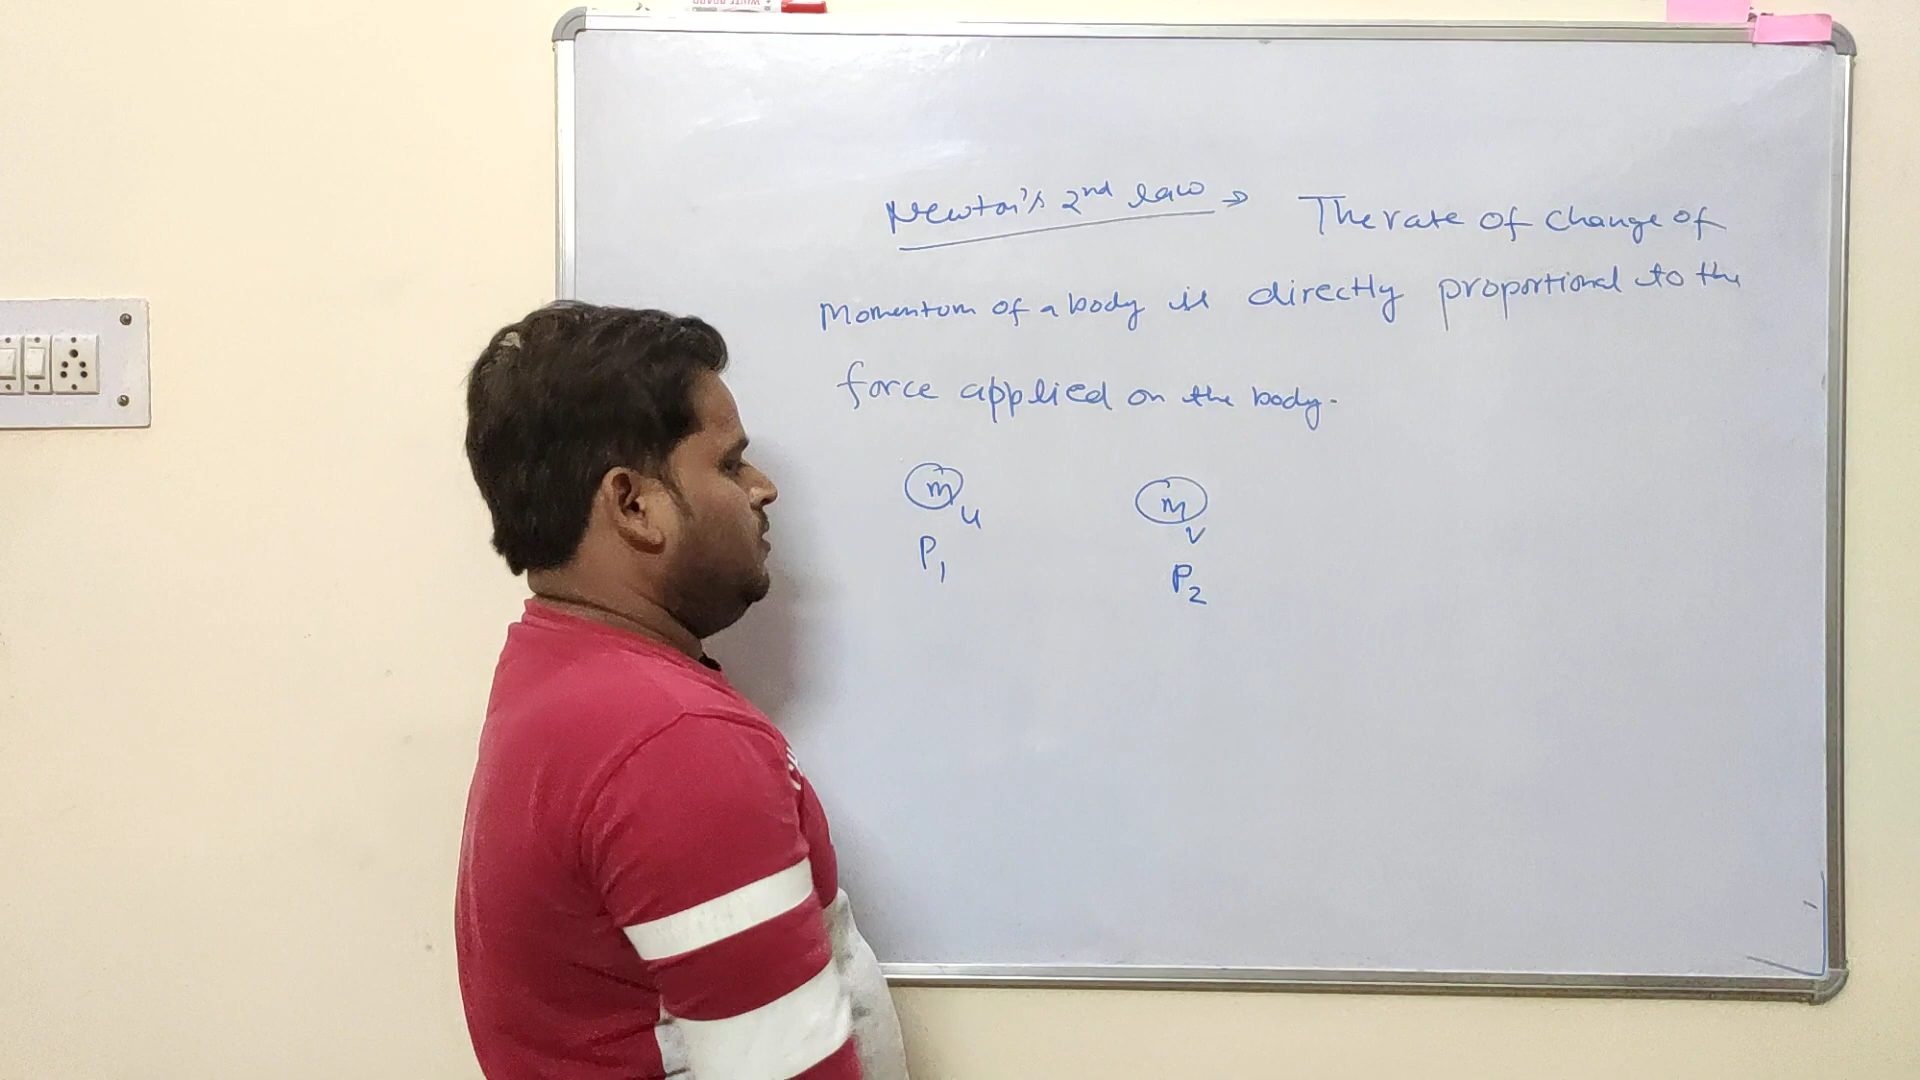 Newton's 2nd law → The rate of change of
Momentum of a body is directly proportional to the
force applied on the body.
m u m v
P1 P2